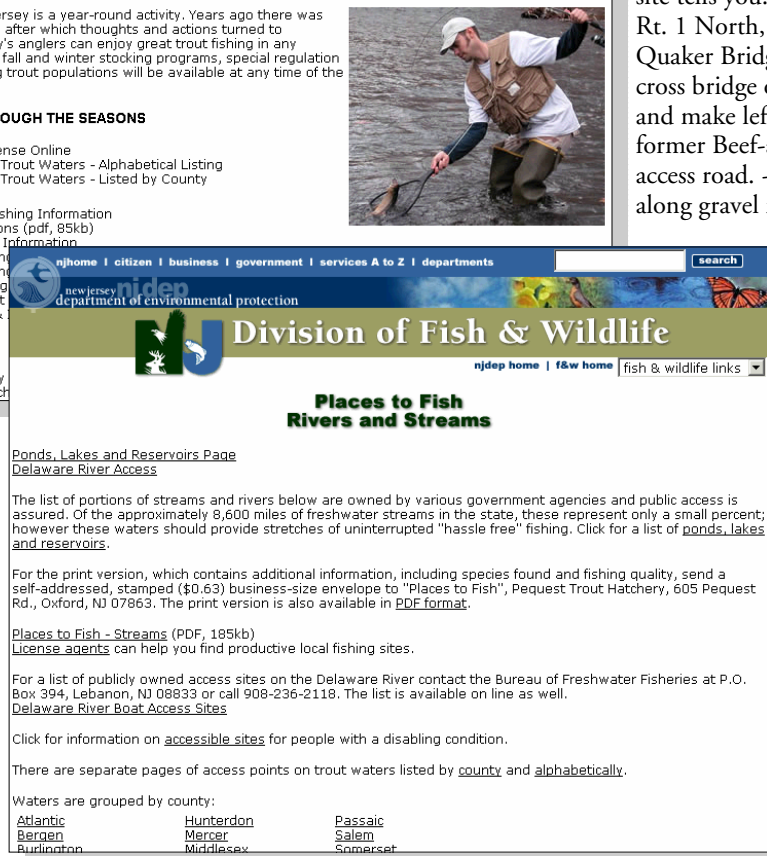 ersey is a year-round activity. Years ago there was
after which thoughts and actions turned to
y's anglers can enjoy great trout fishing in any
fall and winter stocking programs, special regulation
g trout populations will be available at any time of the
OUGH THE SEASONS
ense Online
Trout Waters - Alphabetical Listing
Trout Waters - Listed by County
shing Information
ons (pdf, 85kb)
Information
site tells you.
Rt. 1 North,
Quaker Bridg
cross bridge o
and make lef
former Beef-
access road. -
along gravel
njhome | citizen | business | government | services A to Z | departments
search
newjersey njdep
department of environmental protection
NJ Division of Fish & Wildlife
njdep home | f&w home fish & wildlife links
Places to Fish
Rivers and Streams
Ponds, Lakes and Reservoirs Page
Delaware River Access
The list of portions of streams and rivers below are owned by various government agencies and public access is
assured. Of the approximately 8,600 miles of freshwater streams in the state, these represent only a small percent;
however these waters should provide stretches of uninterrupted "hassle free" fishing. Click for a list of ponds, lakes
and reservoirs.
For the print version, which contains additional information, including species found and fishing quality, send a
self-addressed, stamped ($0.63) business-size envelope to "Places to Fish", Pequest Trout Hatchery, 605 Pequest
Rd., Oxford, NJ 07863. The print version is also available in PDF format.
Places to Fish - Streams (PDF, 185kb)
License agents can help you find productive local fishing sites.
For a list of publicly owned access sites on the Delaware River contact the Bureau of Freshwater Fisheries at P.O.
Box 394, Lebanon, NJ 08833 or call 908-236-2118. The list is available on line as well.
Delaware River Boat Access Sites
Click for information on accessible sites for people with a disabling condition.
There are separate pages of access points on trout waters listed by county and alphabetically.
Waters are grouped by county:
Atlantic Hunterdon Passaic
Bergen Mercer Salem
Burlington Middlesex Somerset